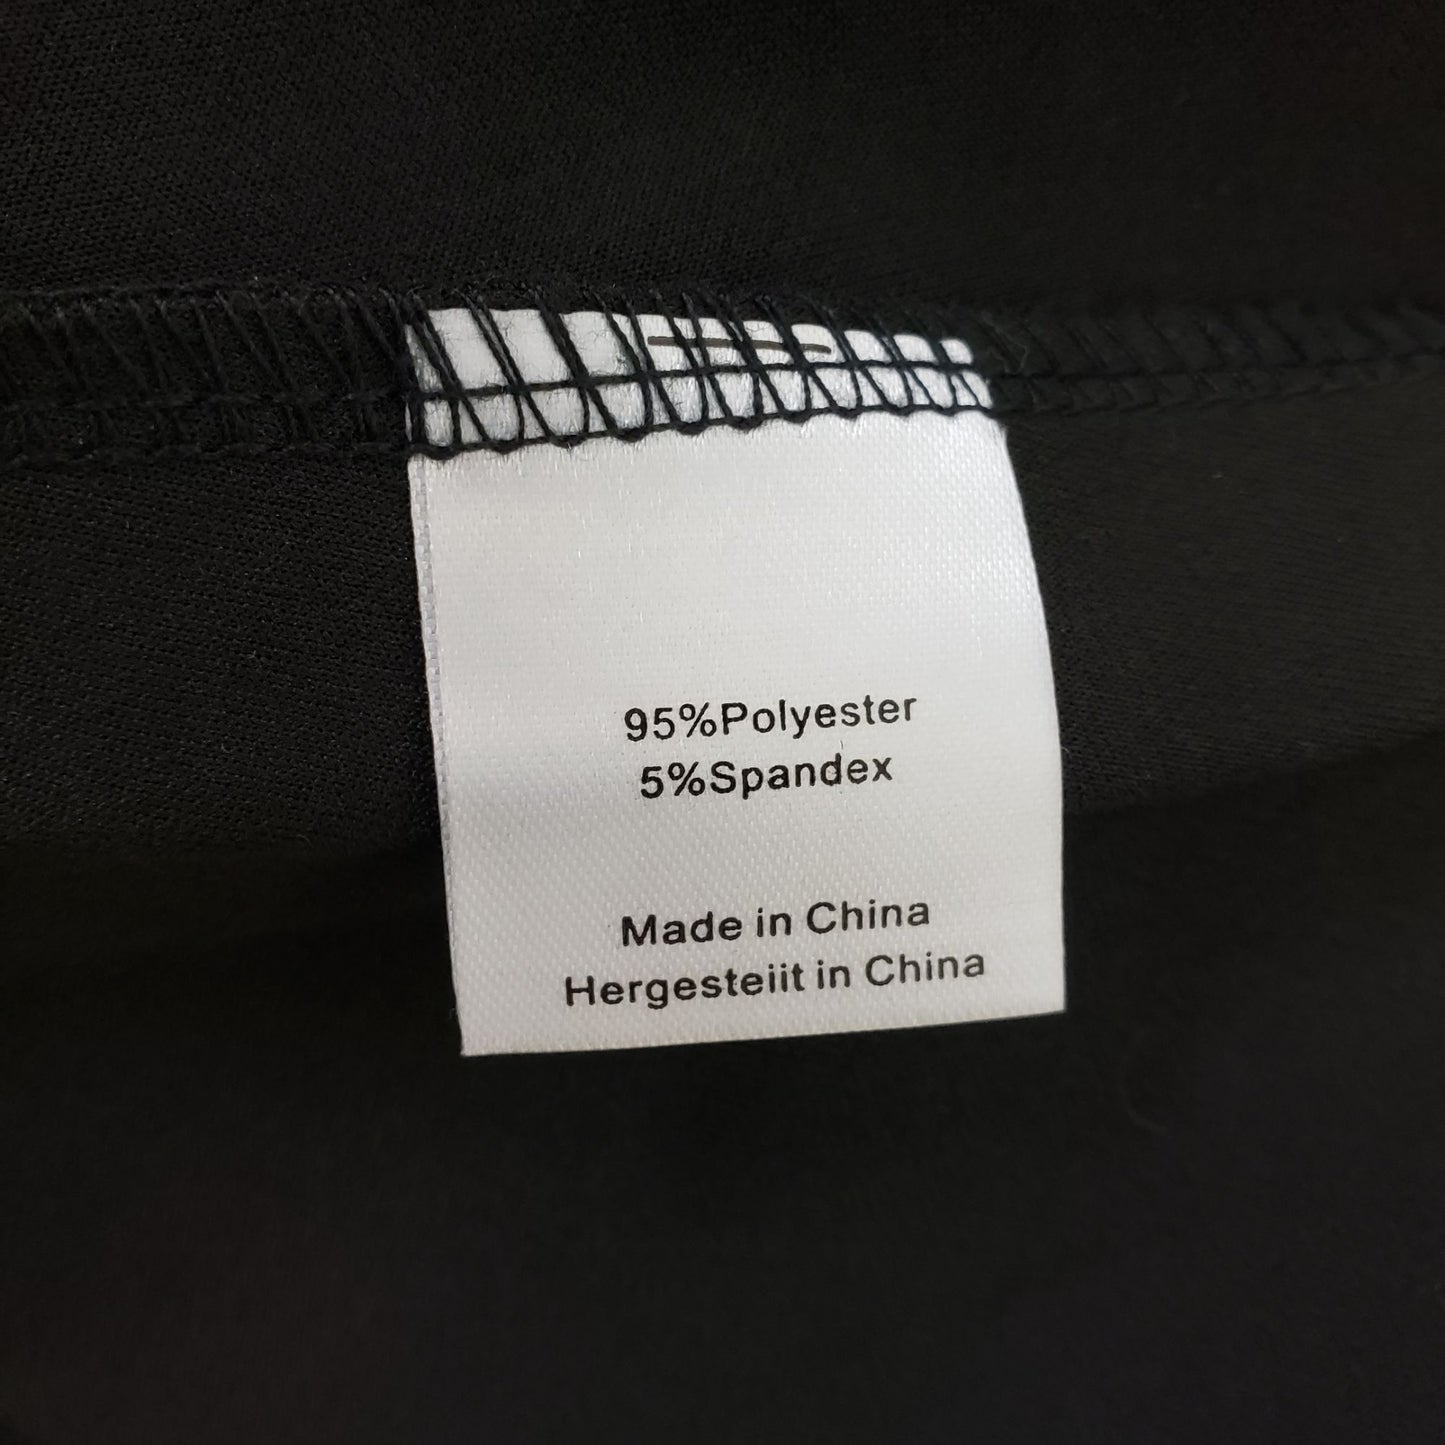 95%Polyester
5%Spandex
Made in China
Hergesteiit in China